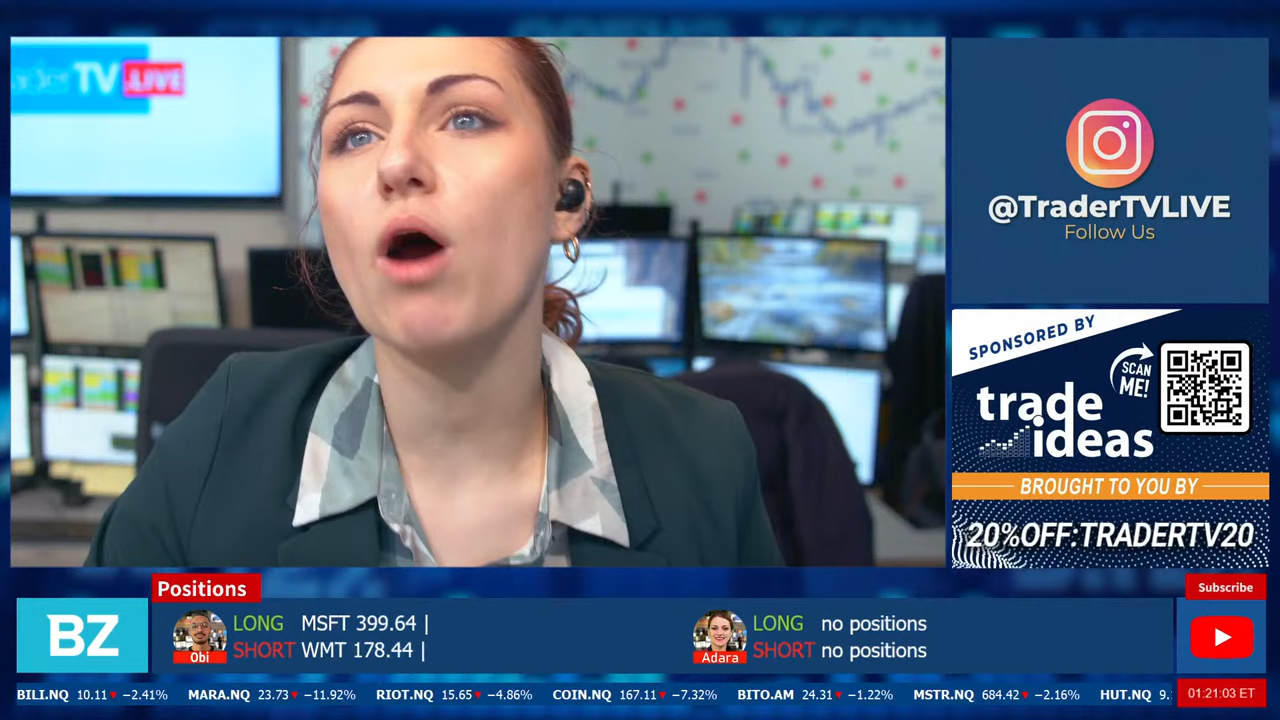 TV .LIVE
@TraderTVLIVE
Follow Us
SPONSORED BY
SCAN
ME!
trade
ideas
BROUGHT TO YOU BY
20%OFF:TRADERTV20
Positions
Subscribe
BZ
Obi
LONG MSFT 399.64 |
SHORT WMT 178.44 |
Adara
LONG no positions
SHORT no positions
BILI.NQ 10.11▼ −2.41% MARA.NQ 23.73▼ −11.92% RIOT.NQ 15.65▼ −4.86% COIN.NQ 167.11▼ −7.32% BITO.AM 24.31▼ −1.22% MSTR.NQ 684.42▼ −2.16% HUT.NQ 9.
01:21:03 ET